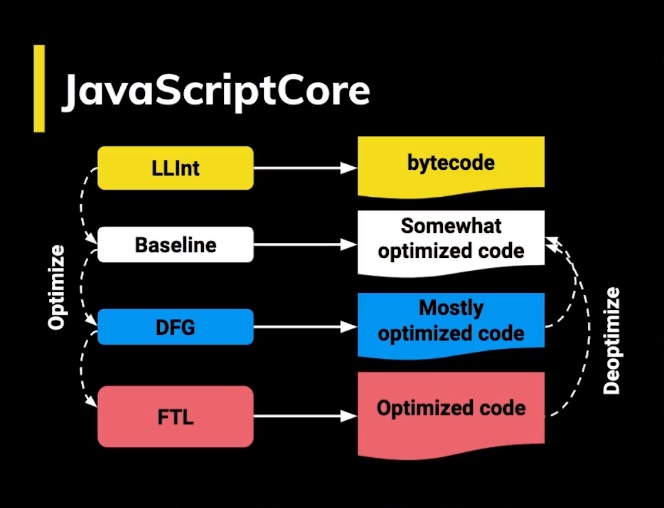 JavaScriptCore
LLInt
bytecode
Baseline
Somewhat
optimized code
DFG
Mostly
optimized code
FTL
Optimized code
Optimize
Deoptimize